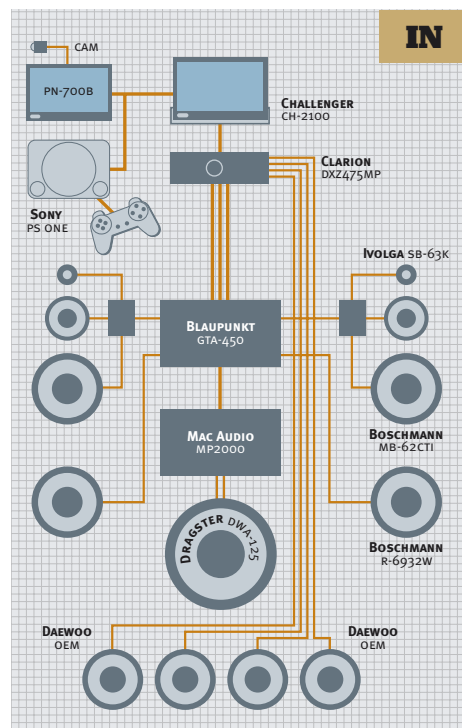 IN
CAM
PN-700B
CHALLENGER
CH-2100
CLARION
DXZ475MP
SONY
PS ONE
IVOLGA SB-63K
BLAUPUNKT
GTA-450
BOSCHMANN
MB-62CTI
MAC AUDIO
MP2000
DRAGSTER DWA-125
BOSCHMANN
R-6932W
DAEWOO
OEM
DAEWOO
OEM